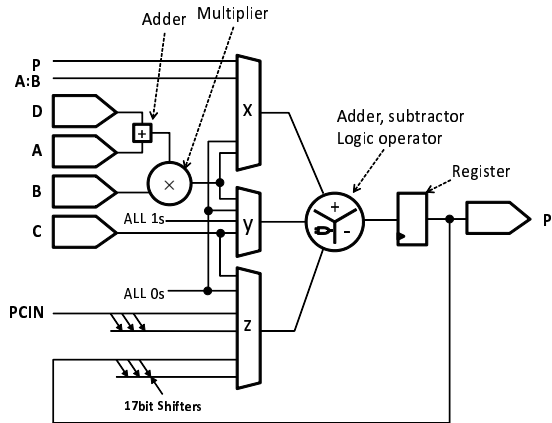 Adder
Multiplier
P
A:B
D
A
B
C
+
×
ALL 1s
ALL 0s
PCIN
17bit Shifters
x
y
z
Adder, subtractor
Logic operator
+
-
Register
P